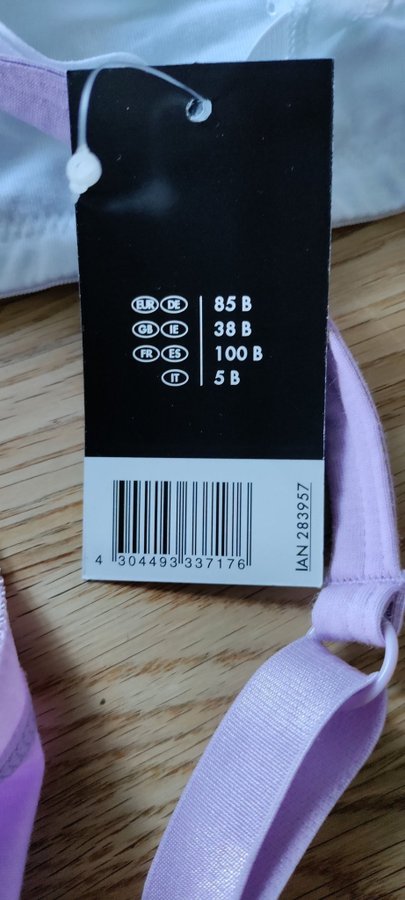 EUR DE 85 B
GB IE 38 B
FR ES 100 B
IT 5 B
4 304493 337176
IAN 283957